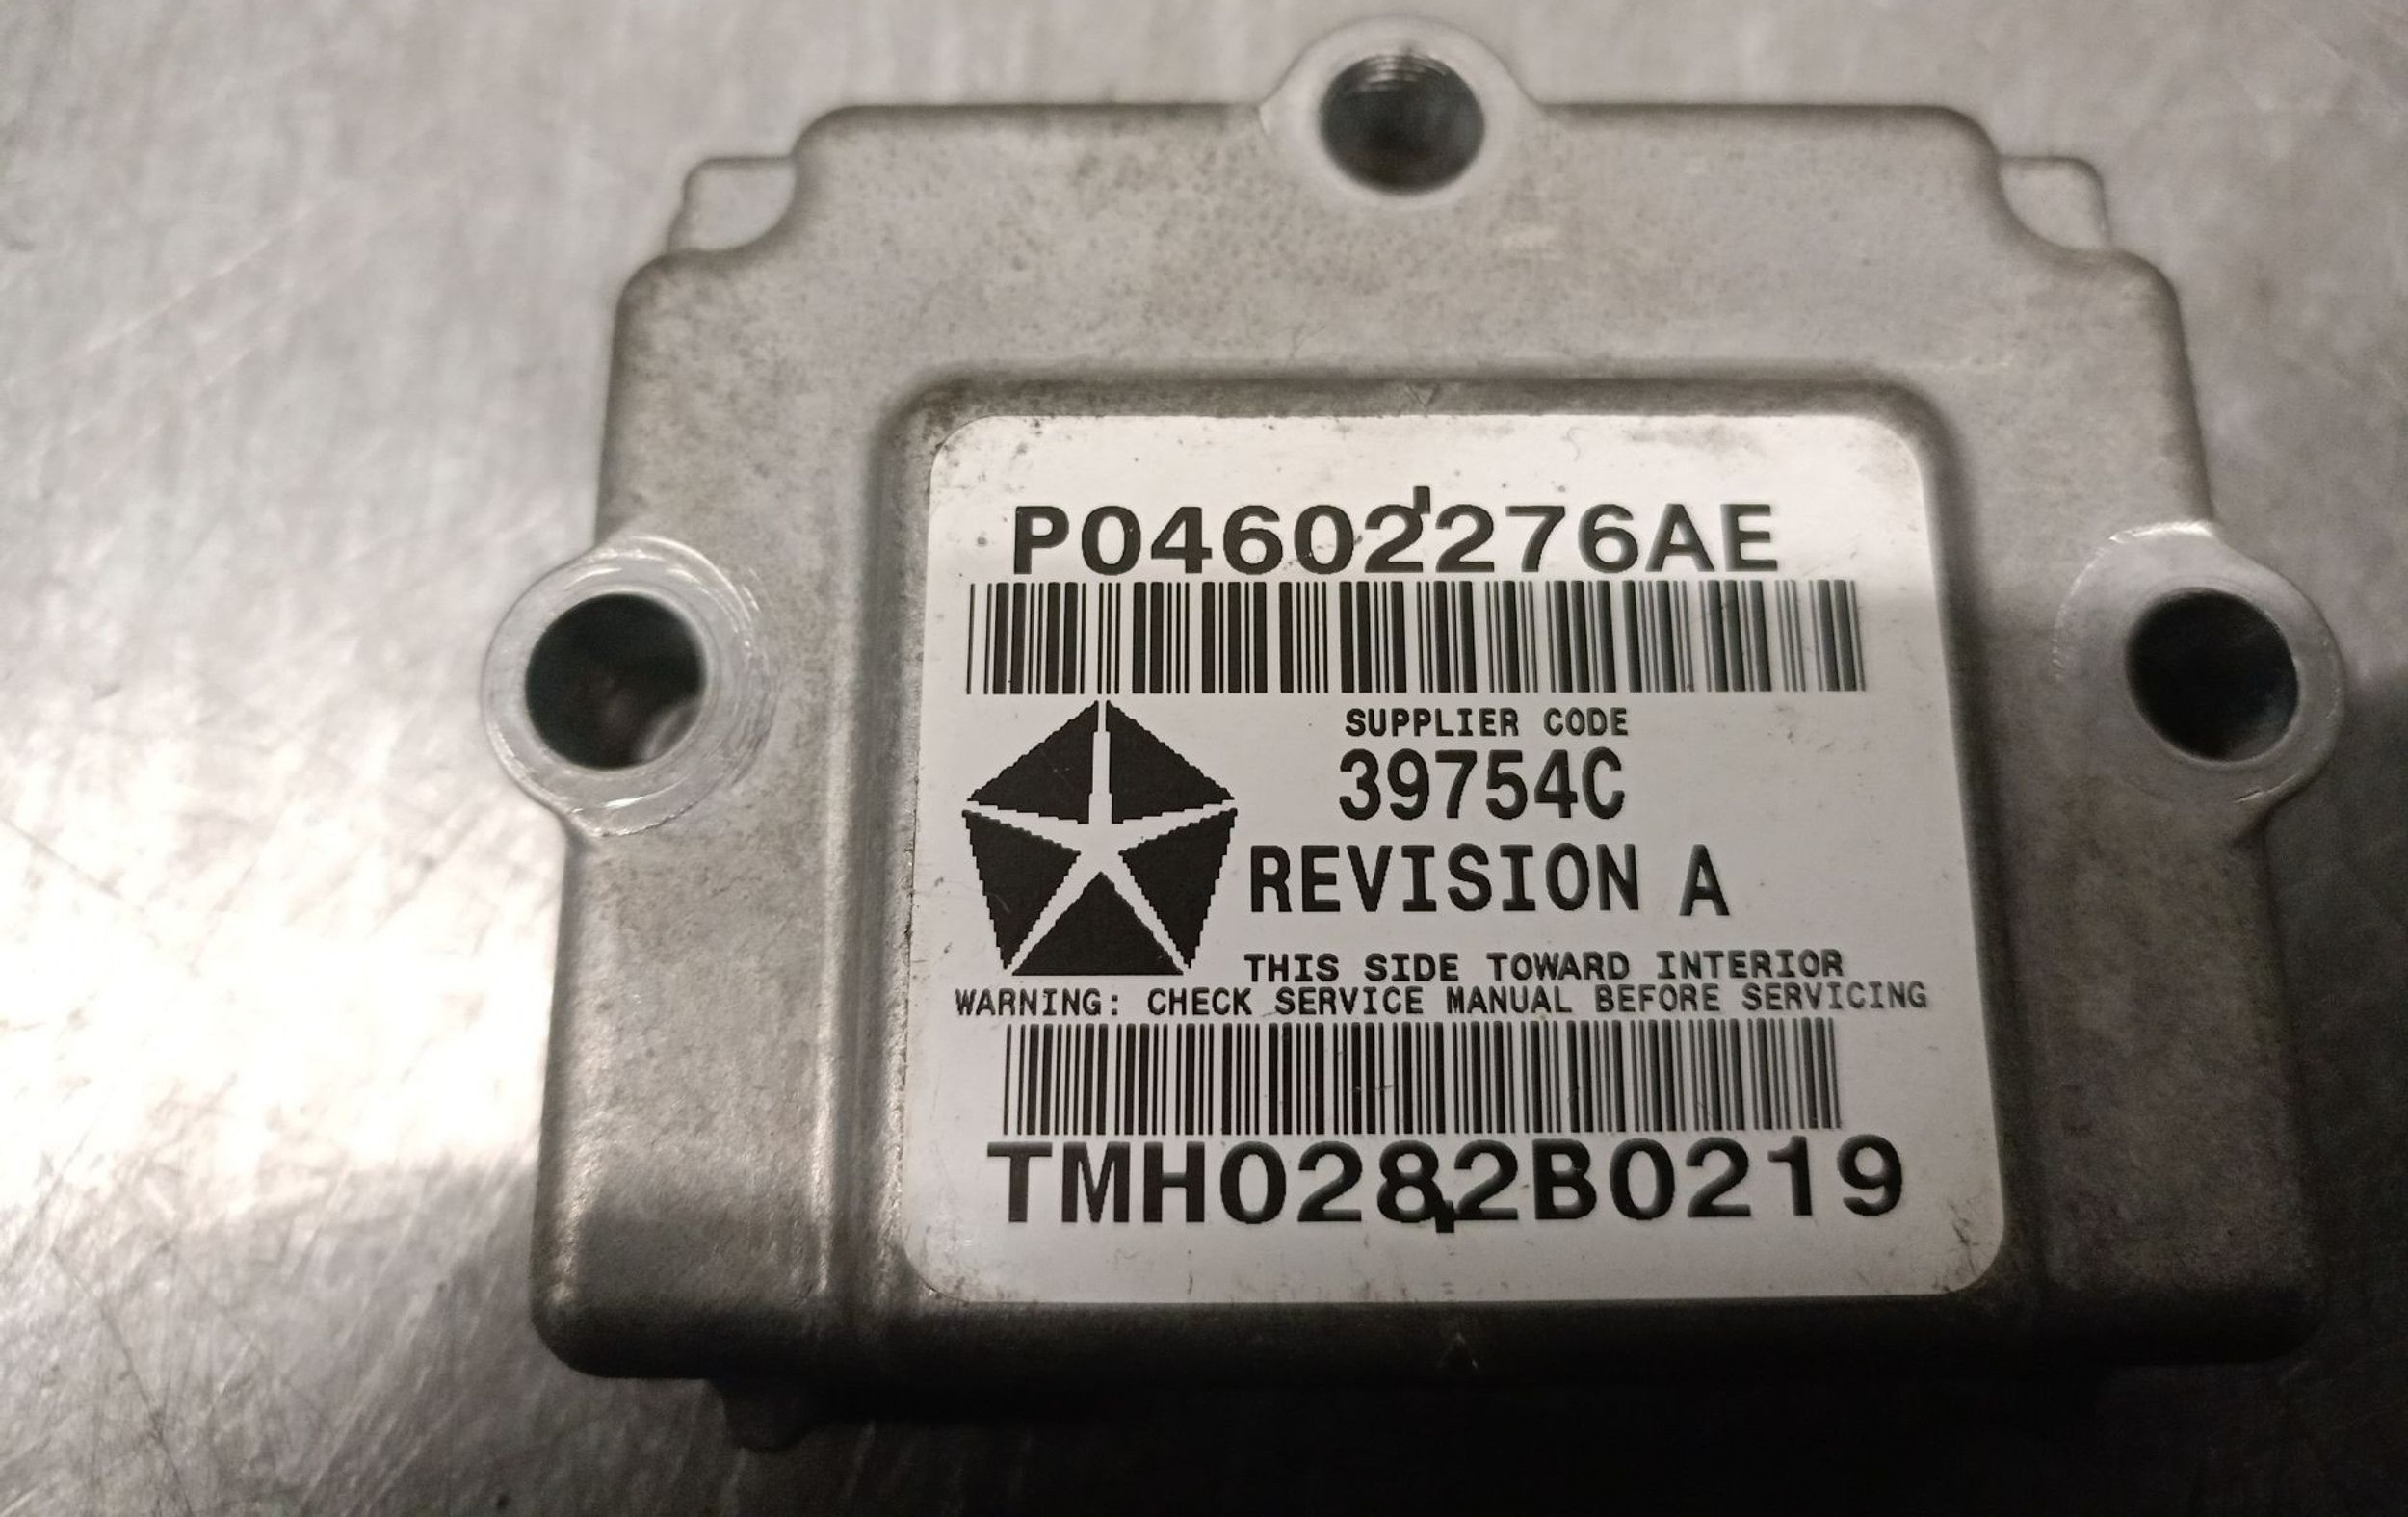 P04602276AE
SUPPLIER CODE
39754C
REVISION A
THIS SIDE TOWARD INTERIOR
WARNING: CHECK SERVICE MANUAL BEFORE SERVICING
TMH0282B0219